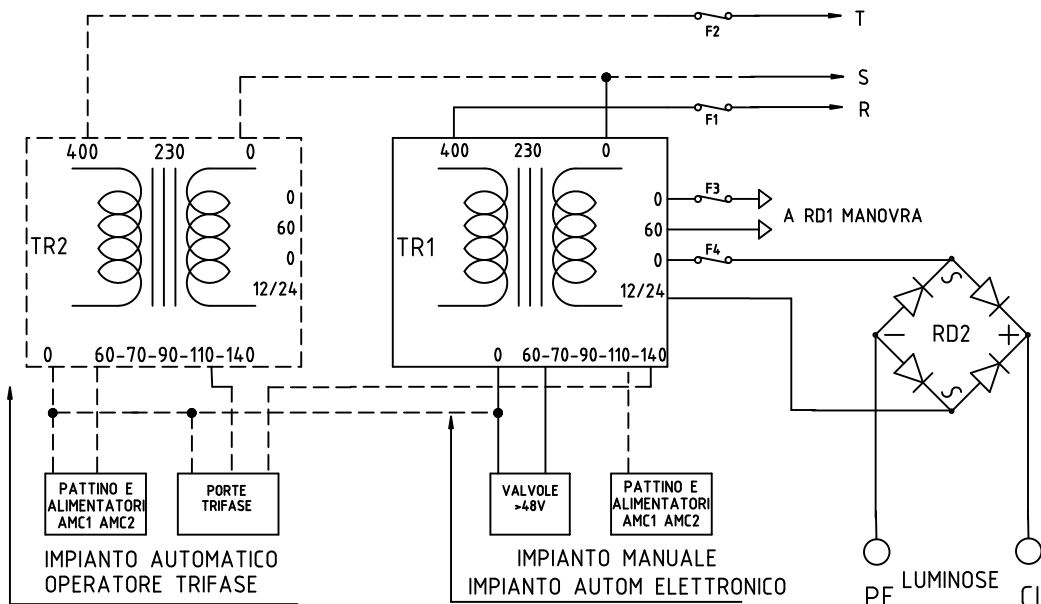 T
F2
S
R
F1
400 230 0
400 230 0
0
60
0
12/24
TR2
0
60
0
12/24
TR1
F3
A RD1 MANOVRA
F4
RD2
0 60-70-90-110-140
0 60-70-90-110-140
PATTINO E
ALIMENTATORI
AMC1 AMC2
PORTE
TRIFASE
VALVOLE
>48V
PATTINO E
ALIMENTATORI
AMC1 AMC2
IMPIANTO AUTOMATICO
OPERATORE TRIFASE
IMPIANTO MANUALE
IMPIANTO AUTOM ELETTRONICO
LUMINOSE